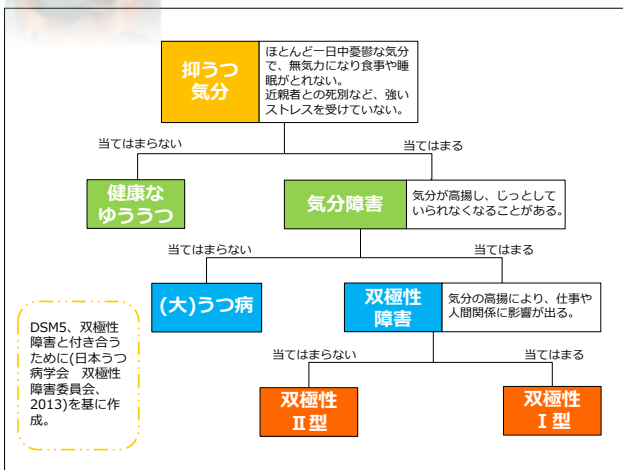 抑うつ
気分
ほとんど一日中憂鬱な気分
で、無気力になり食事や睡
眠がとれない。
近親者との死別など、強い
ストレスを受けていない。
当てはまらない
当てはまる
健康な
ゆううつ
気分障害
気分が高揚し、じっとして
いられなくなることがある。
当てはまらない
当てはまる
(大)うつ病
双極性
障害
気分の高揚により、仕事や
人間関係に影響が出る。
DSM5、双極性
障害と付き合う
ために(日本うつ
病学会 双極性
障害委員会、
2013)を基に作
成。
当てはまらない
当てはまる
双極性
Ⅱ型
双極性
Ⅰ型